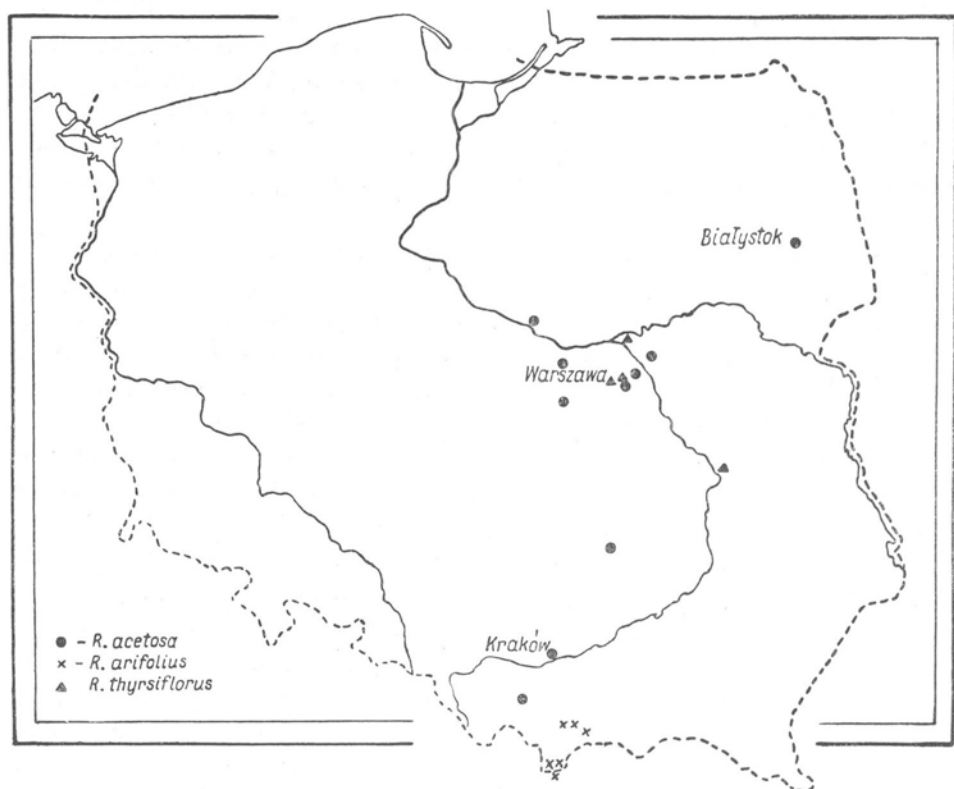 Białystok
Warszawa
Kraków
– R. acetosa
– R. arifolius
R. thyrsiflorus